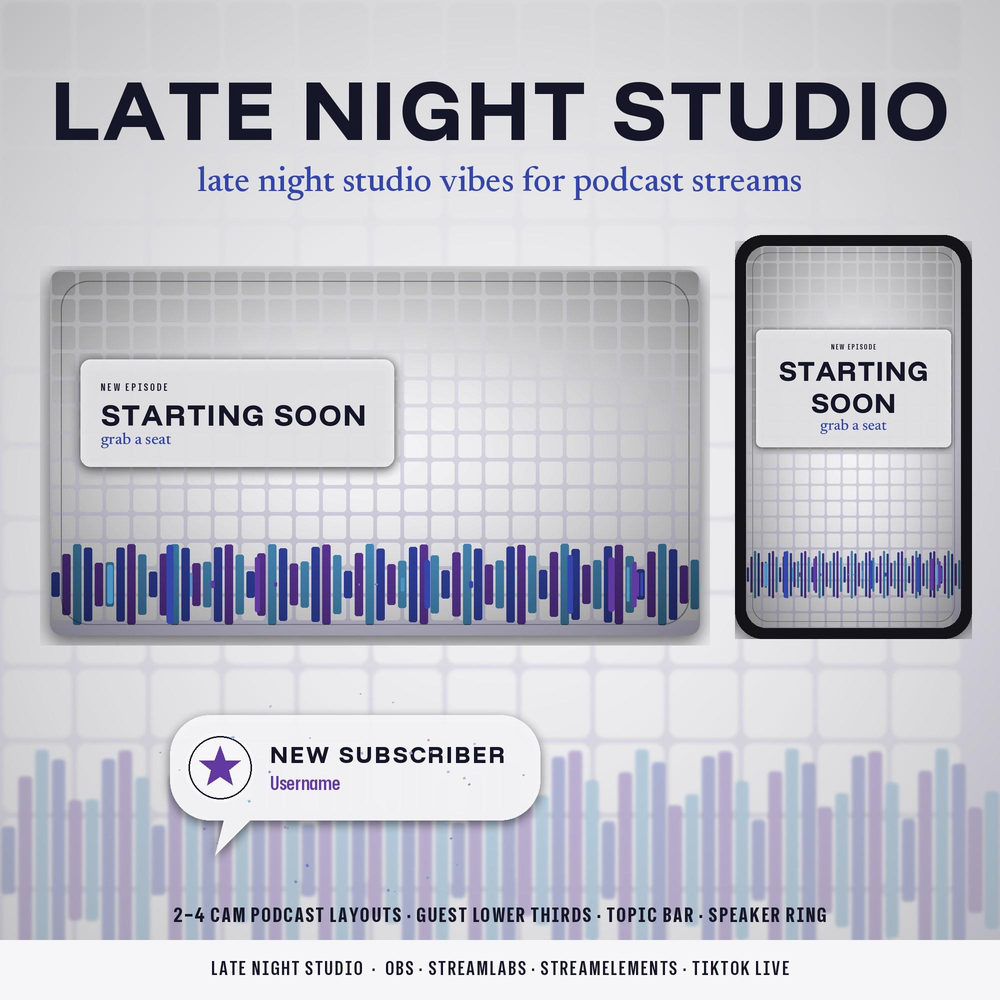 LATE NIGHT STUDIO
late night studio vibes for podcast streams
NEW EPISODE
STARTING SOON
grab a seat
NEW EPISODE
STARTING
SOON
grab a seat
NEW SUBSCRIBER
Username
2–4 CAM PODCAST LAYOUTS · GUEST LOWER THIRDS · TOPIC BAR · SPEAKER RING
LATE NIGHT STUDIO · OBS · STREAMLABS · STREAMELEMENTS · TIKTOK LIVE